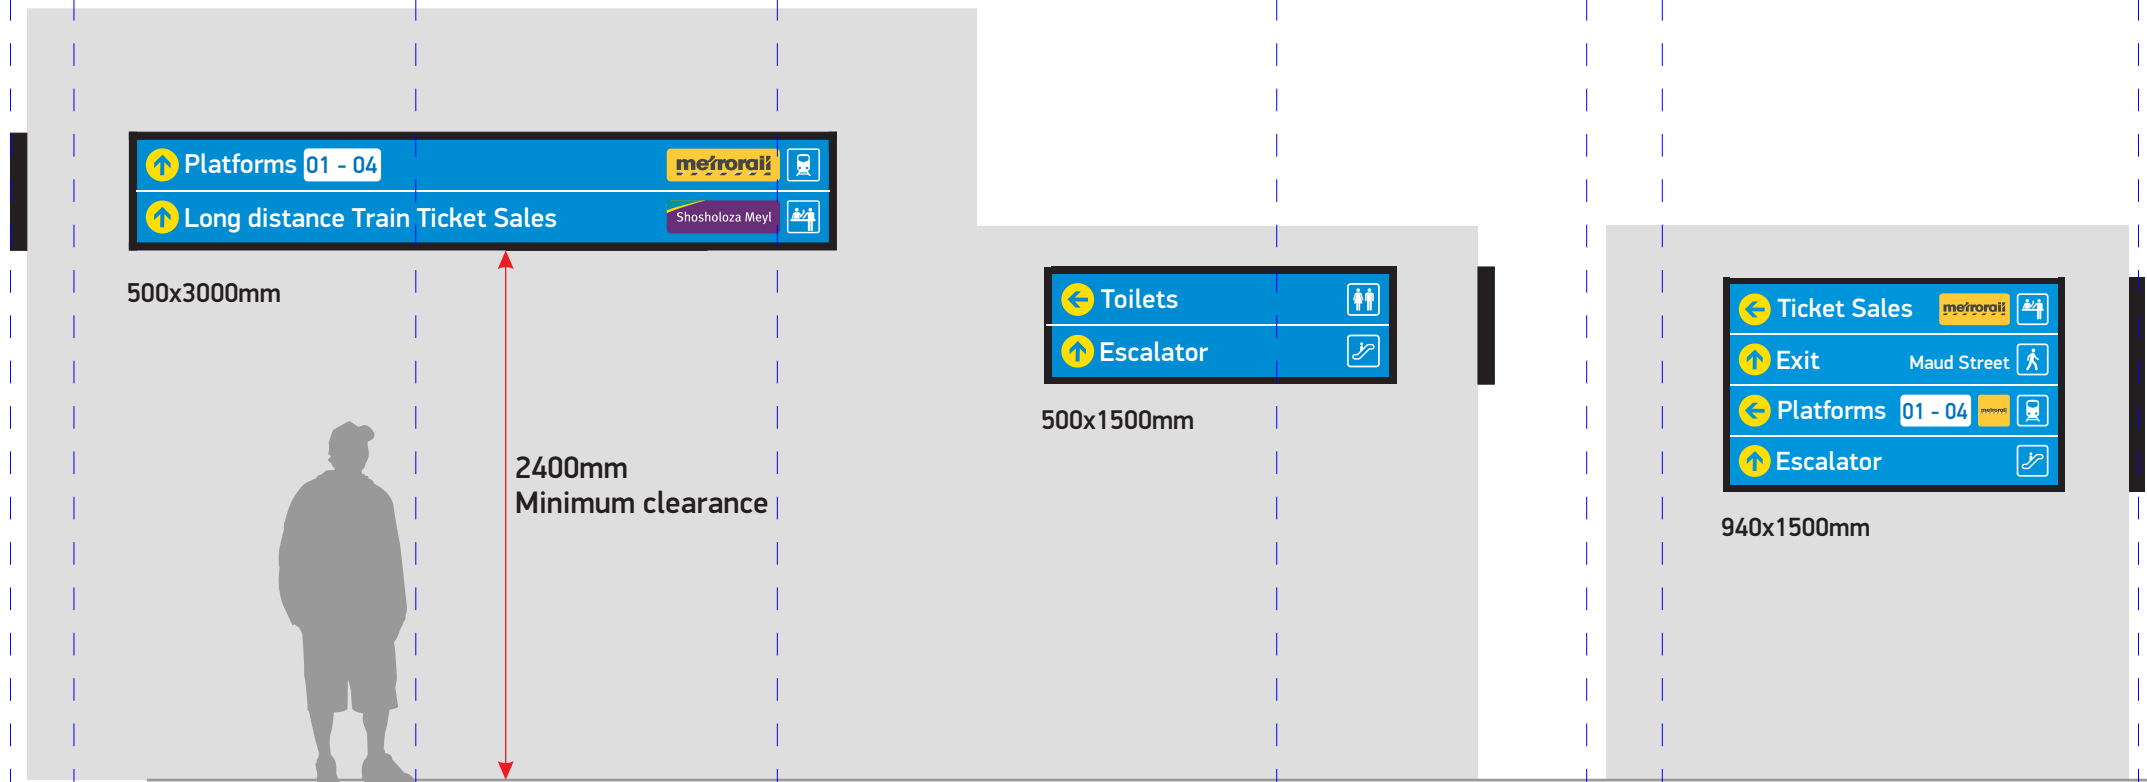 Platforms 01 - 04 metrorail
Long distance Train Ticket Sales Shosholoza Meyl
500x3000mm
2400mm
Minimum clearance
Toilets
Escalator
500x1500mm
Ticket Sales metrorail
Exit Maud Street
Platforms 01 - 04 metrorail
Escalator
940x1500mm